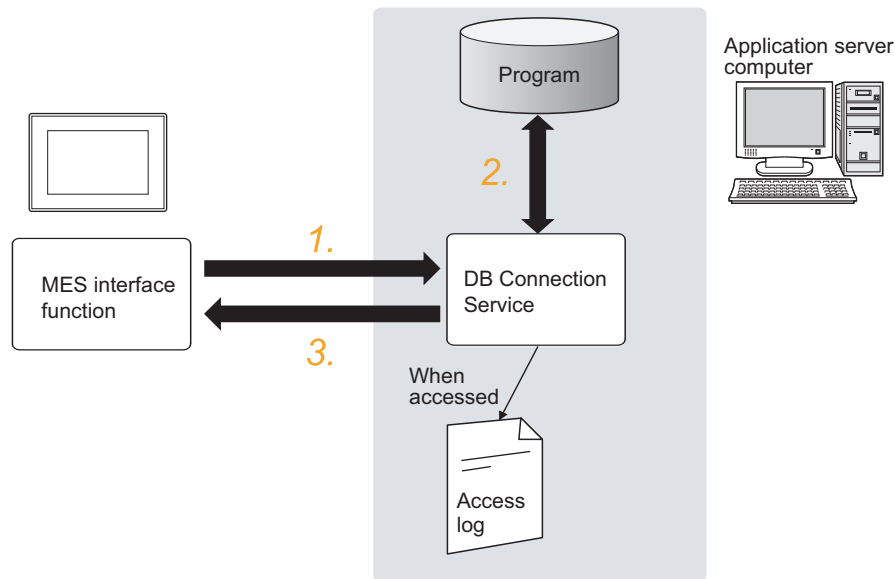 Program
Application server
computer
2.
1.
MES interface
function
DB Connection
Service
3.
When
accessed
Access
log